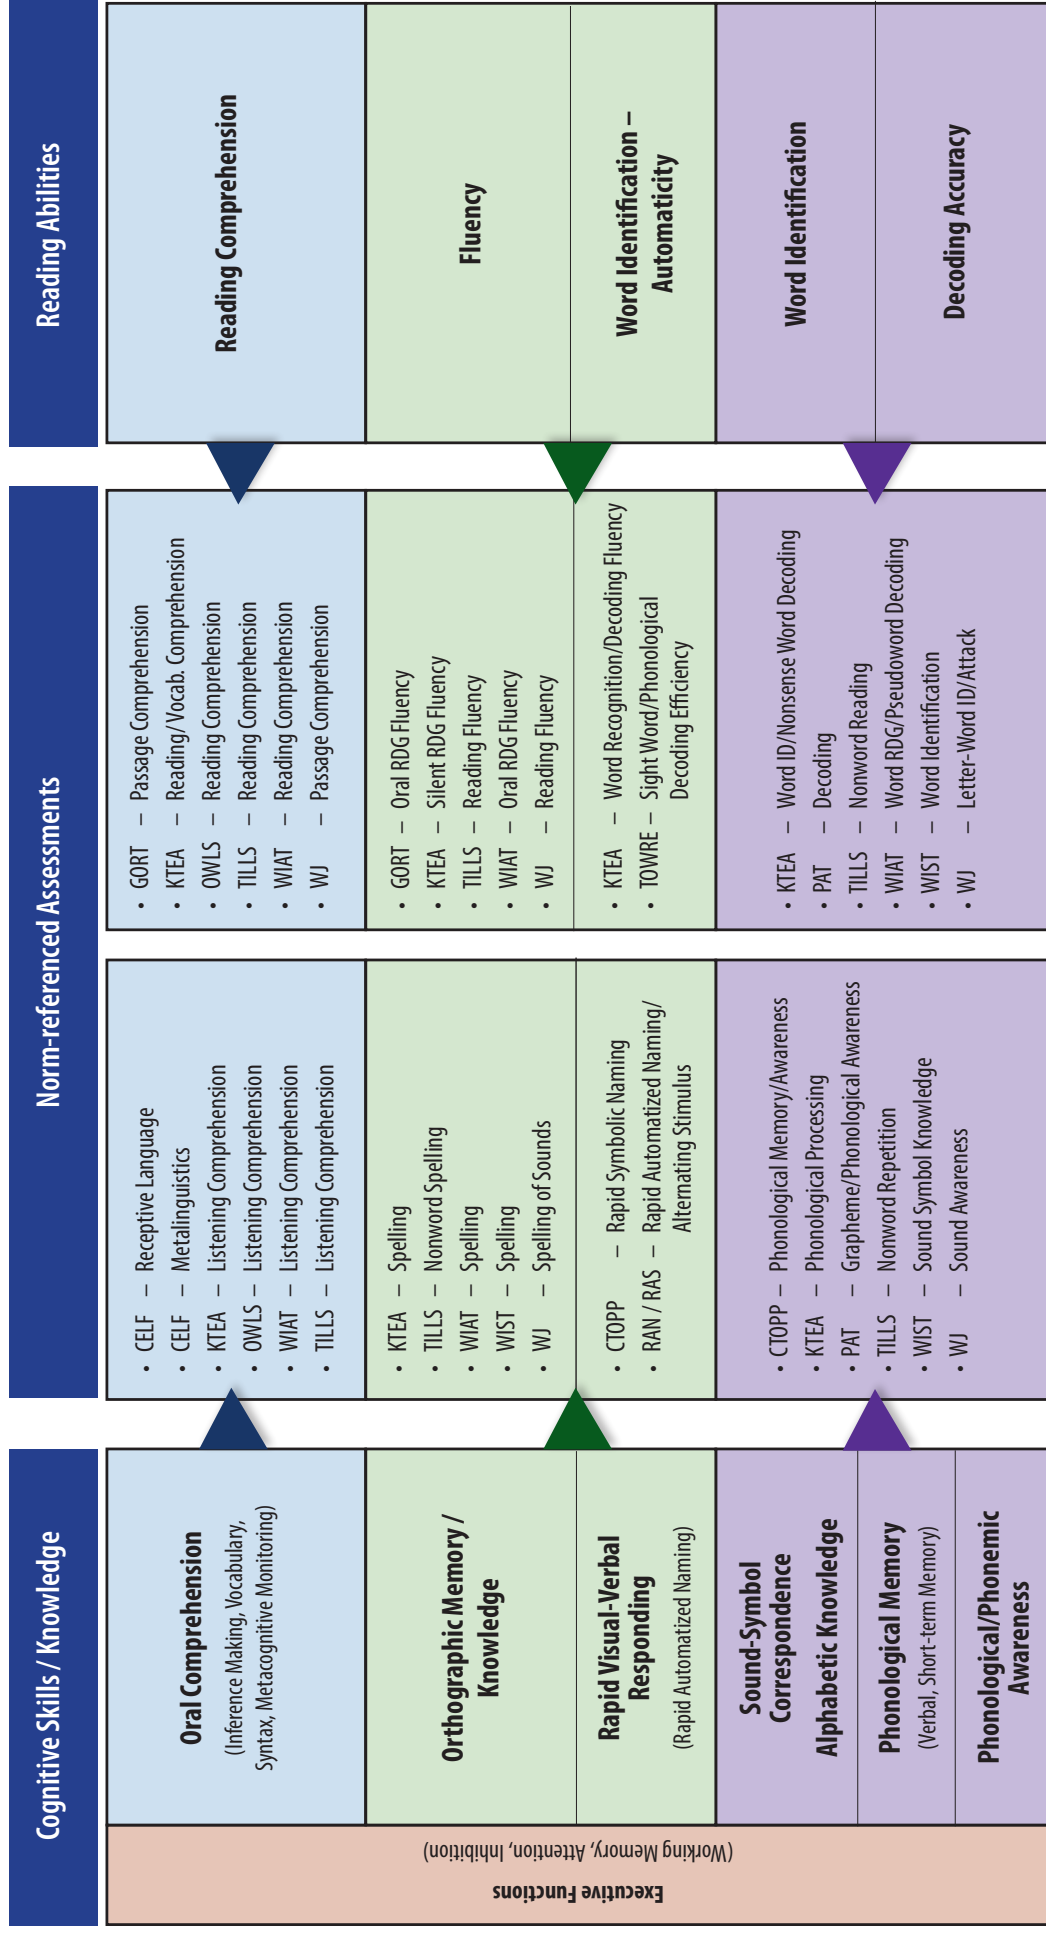 Cognitive Skills / Knowledge
Norm-referenced Assessments
Reading Abilities
Executive Functions
(Working Memory, Attention, Inhibition)
Oral Comprehension
(Inference Making, Vocabulary,
Syntax, Metacognitive Monitoring)
• CELF – Receptive Language
• CELF – Metalinguistics
• KTEA – Listening Comprehension
• OWLS – Listening Comprehension
• WIAT – Listening Comprehension
• TILLS – Listening Comprehension
• GORT – Passage Comprehension
• KTEA – Reading/Vocab. Comprehension
• OWLS – Reading Comprehension
• TILLS – Reading Comprehension
• WIAT – Reading Comprehension
• WJ – Passage Comprehension
Reading Comprehension
Orthographic Memory /
Knowledge
• KTEA – Spelling
• TILLS – Nonword Spelling
• WIAT – Spelling
• WIST – Spelling
• WJ – Spelling of Sounds
• GORT – Oral RDG Fluency
• KTEA – Silent RDG Fluency
• TILLS – Reading Fluency
• WIAT – Oral RDG Fluency
• WJ – Reading Fluency
Fluency
Rapid Visual-Verbal
Responding
(Rapid Automatized Naming)
• CTOPP – Rapid Symbolic Naming
• RAN / RAS – Rapid Automatized Naming/
Alternating Stimulus
• KTEA – Word Recognition/Decoding Fluency
• TOWRE – Sight Word/Phonological
Decoding Efficiency
Word Identification –
Automaticity
Sound-Symbol
Correspondence
Alphabetic Knowledge
Phonological Memory
(Verbal, Short-term Memory)
Phonological/Phonemic
Awareness
• CTOPP – Phonological Memory/Awareness
• KTEA – Phonological Processing
• PAT – Grapheme/Phonological Awareness
• TILLS – Nonword Repetition
• WIST – Sound Symbol Knowledge
• WJ – Sound Awareness
• KTEA – Word ID/Nonsense Word Decoding
• PAT – Decoding
• TILLS – Nonword Reading
• WIAT – Word RDG/Pseudoword Decoding
• WIST – Word Identification
• WJ – Letter-Word ID/Attack
Word Identification
Decoding Accuracy